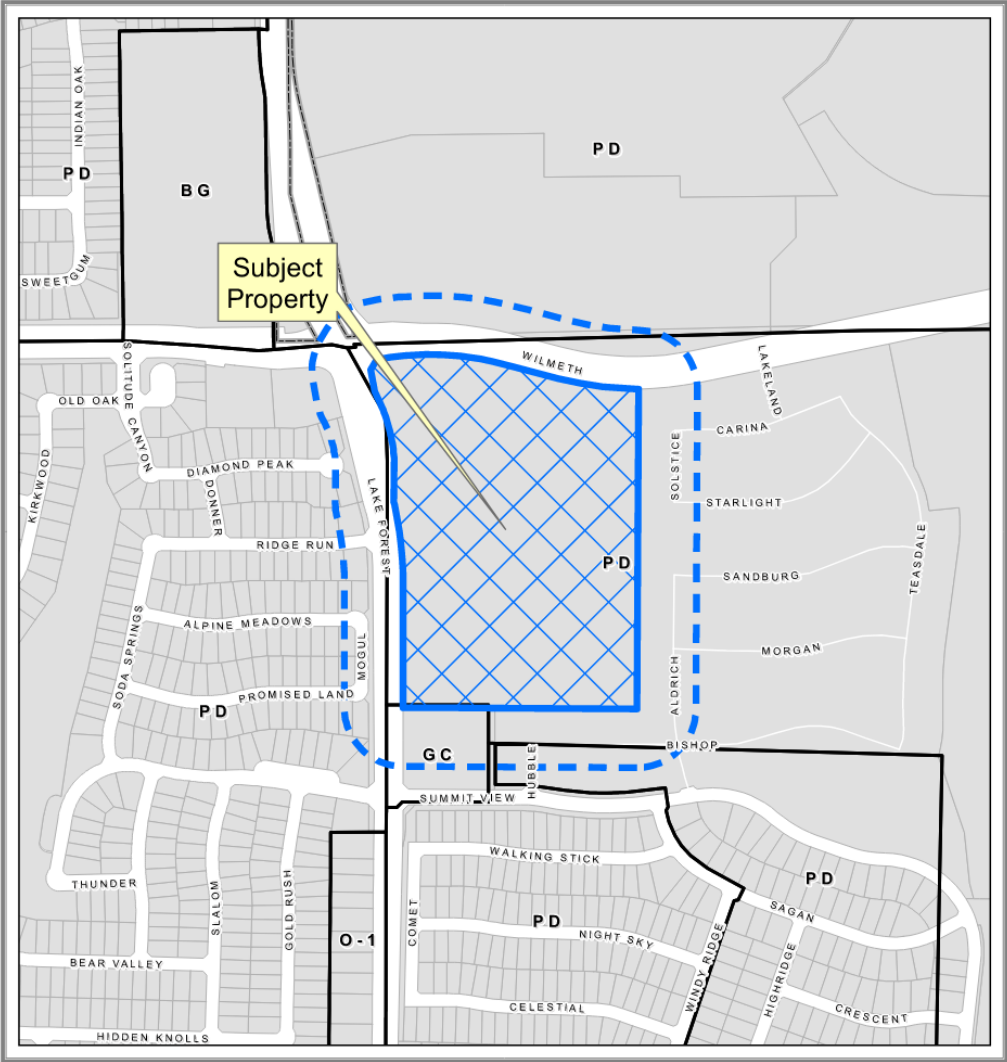 INDIAN OAK
PD
BG
PD
SWEETGUM
Subject
Property
WILMETH
LAKELAND
SOLITUDE CANYON
OLD OAK
CARINA
KIRKWOOD
DIAMOND PEAK
DONNER
LAKE FOREST
SOLSTICE
STARLIGHT
RIDGE RUN
TEASDALE
PD
SANDBURG
SODA SPRINGS
ALPINE MEADOWS
MOGUL
MORGAN
PROMISED LAND
ALDRICH
PD
BISHOP
GC
HUBBLE
SUMMIT VIEW
WALKING STICK
THUNDER
SLALOM
GOLD RUSH
COMET
PD
SAGAN
PD
NIGHT SKY
O-1
WINDY RIDGE
HIGHRIDGE
BEAR VALLEY
CELESTIAL
CRESCENT
HIDDEN KNOLLS